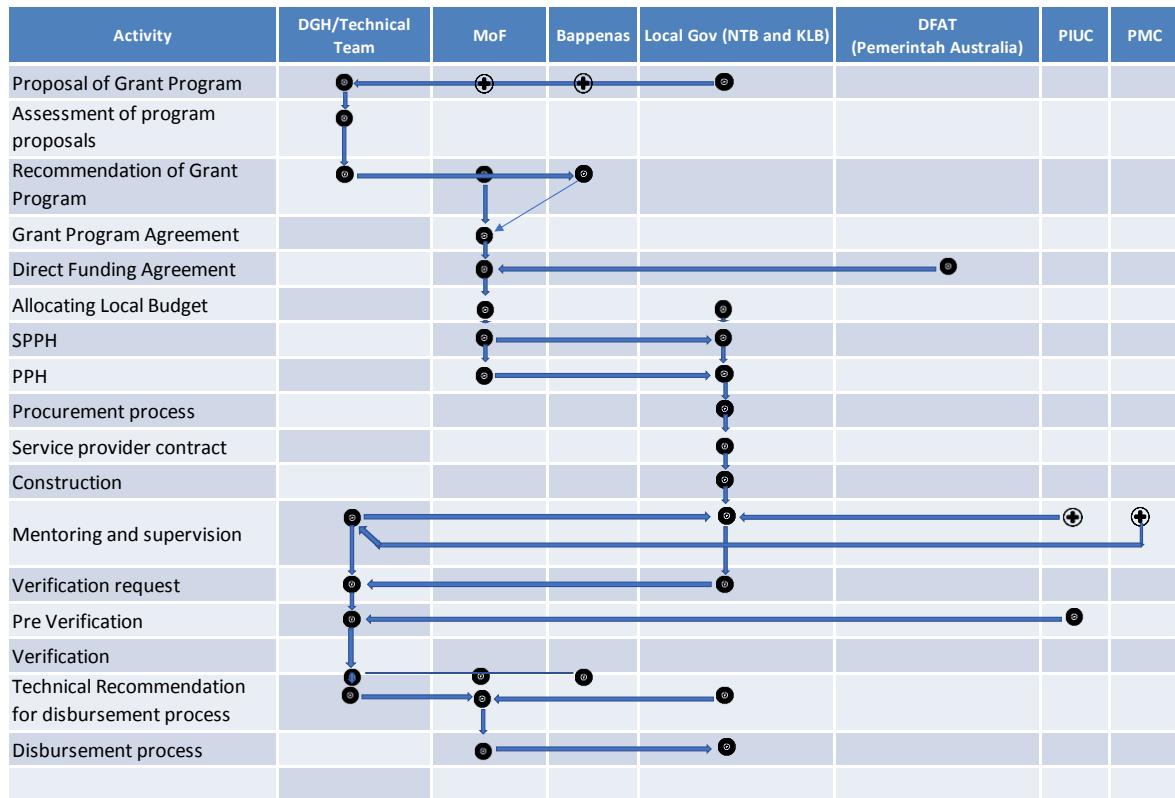 Activity
DGH/Technical
Team
MoF
Bappenas
Local Gov (NTB and KLB)
DFAT
(Pemerintah Australia)
PIUC
PMC
Proposal of Grant Program
Assessment of program
proposals
Recommendation of Grant
Program
Grant Program Agreement
Direct Funding Agreement
Allocating Local Budget
SPPH
PPH
Procurement process
Service provider contract
Construction
Mentoring and supervision
Verification request
Pre Verification
Verification
Technical Recommendation
for disbursement process
Disbursement process